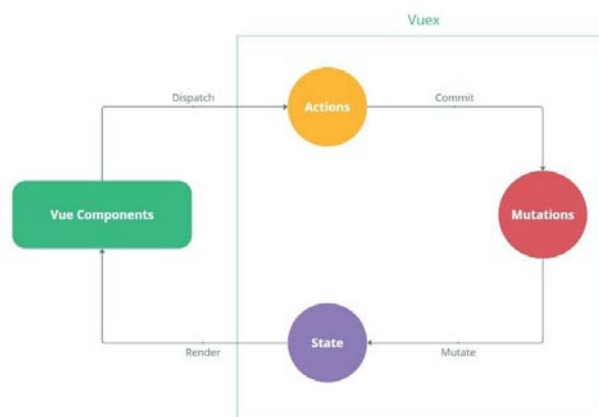 Vuex
Dispatch
Actions
Commit
Vue Components
Mutations
Render
State
Mutate